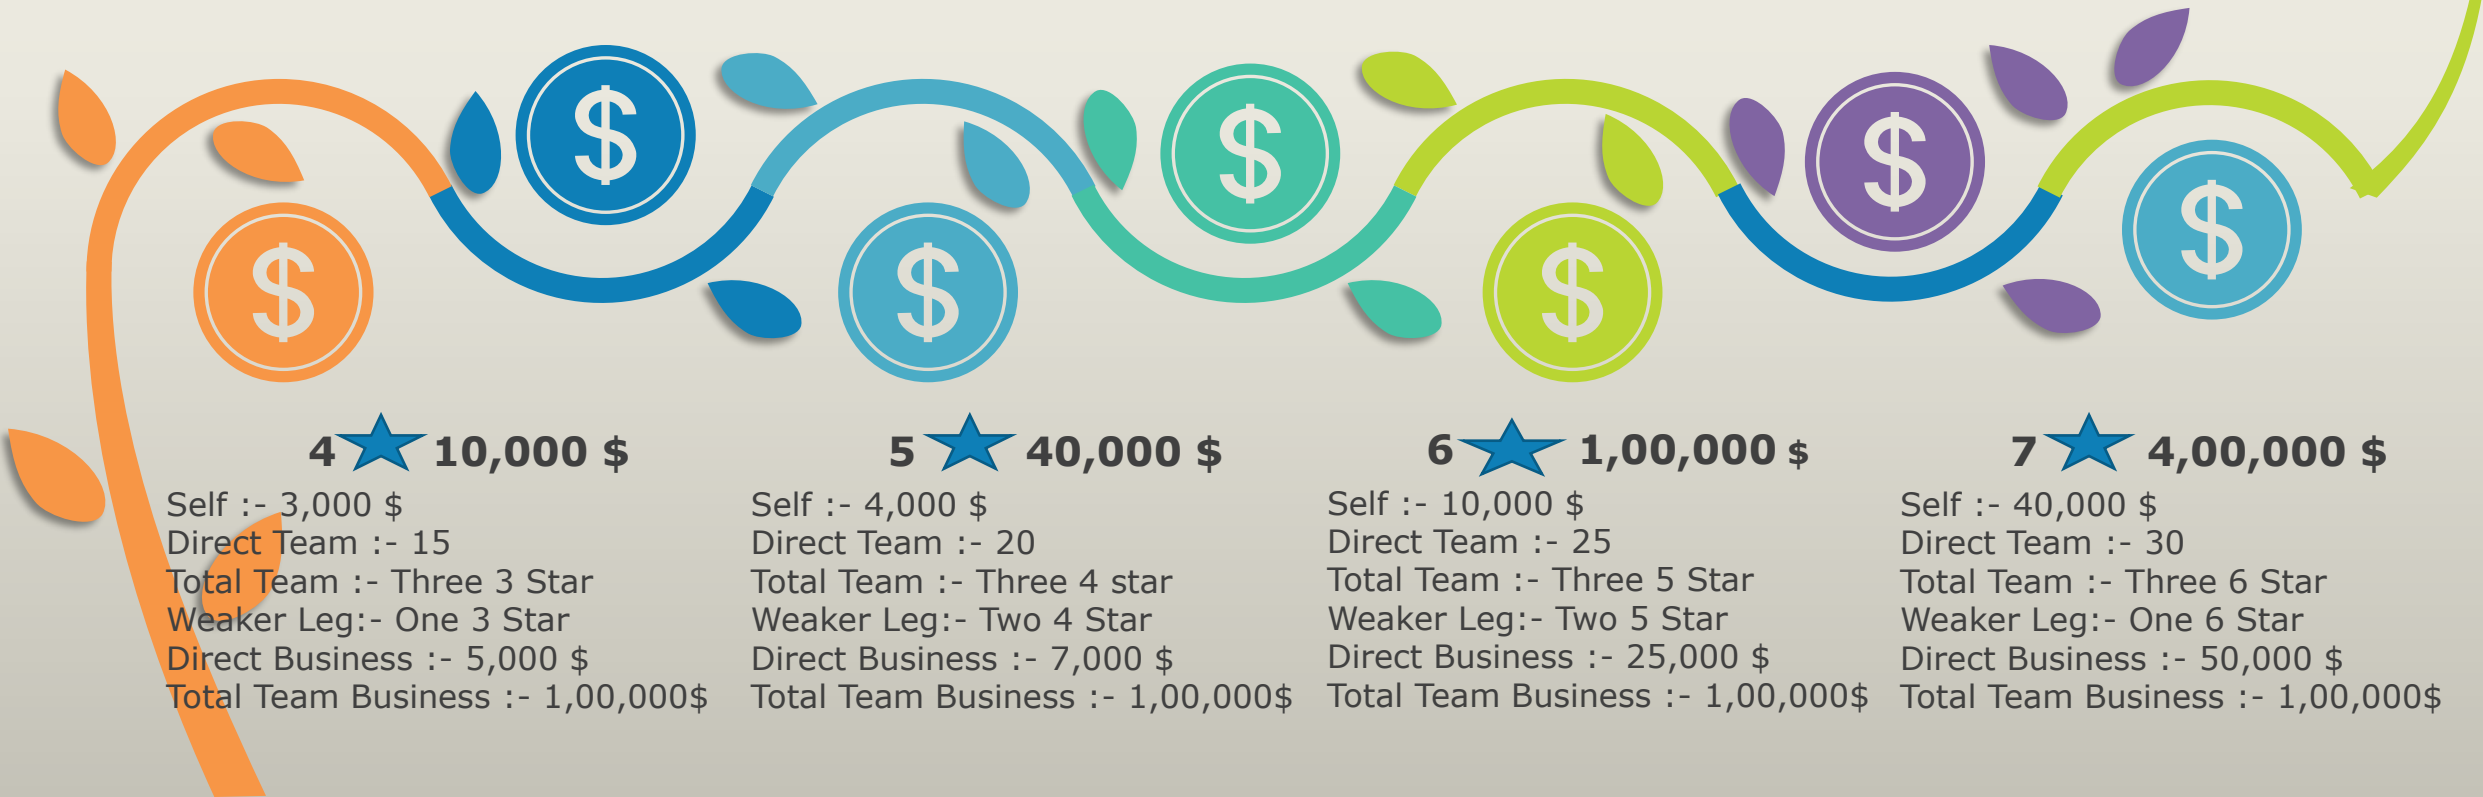 4 10,000 $
Self :- 3,000 $
Direct Team :- 15
Total Team :- Three 3 Star
Weaker Leg:- One 3 Star
Direct Business :- 5,000 $
Total Team Business :- 1,00,000$
5 40,000 $
Self :- 4,000 $
Direct Team :- 20
Total Team :- Three 4 star
Weaker Leg:- Two 4 Star
Direct Business :- 7,000 $
Total Team Business :- 1,00,000$
6 1,00,000 $
Self :- 10,000 $
Direct Team :- 25
Total Team :- Three 5 Star
Weaker Leg:- Two 5 Star
Direct Business :- 25,000 $
Total Team Business :- 1,00,000$
7 4,00,000 $
Self :- 40,000 $
Direct Team :- 30
Total Team :- Three 6 Star
Weaker Leg:- One 6 Star
Direct Business :- 50,000 $
Total Team Business :- 1,00,000$